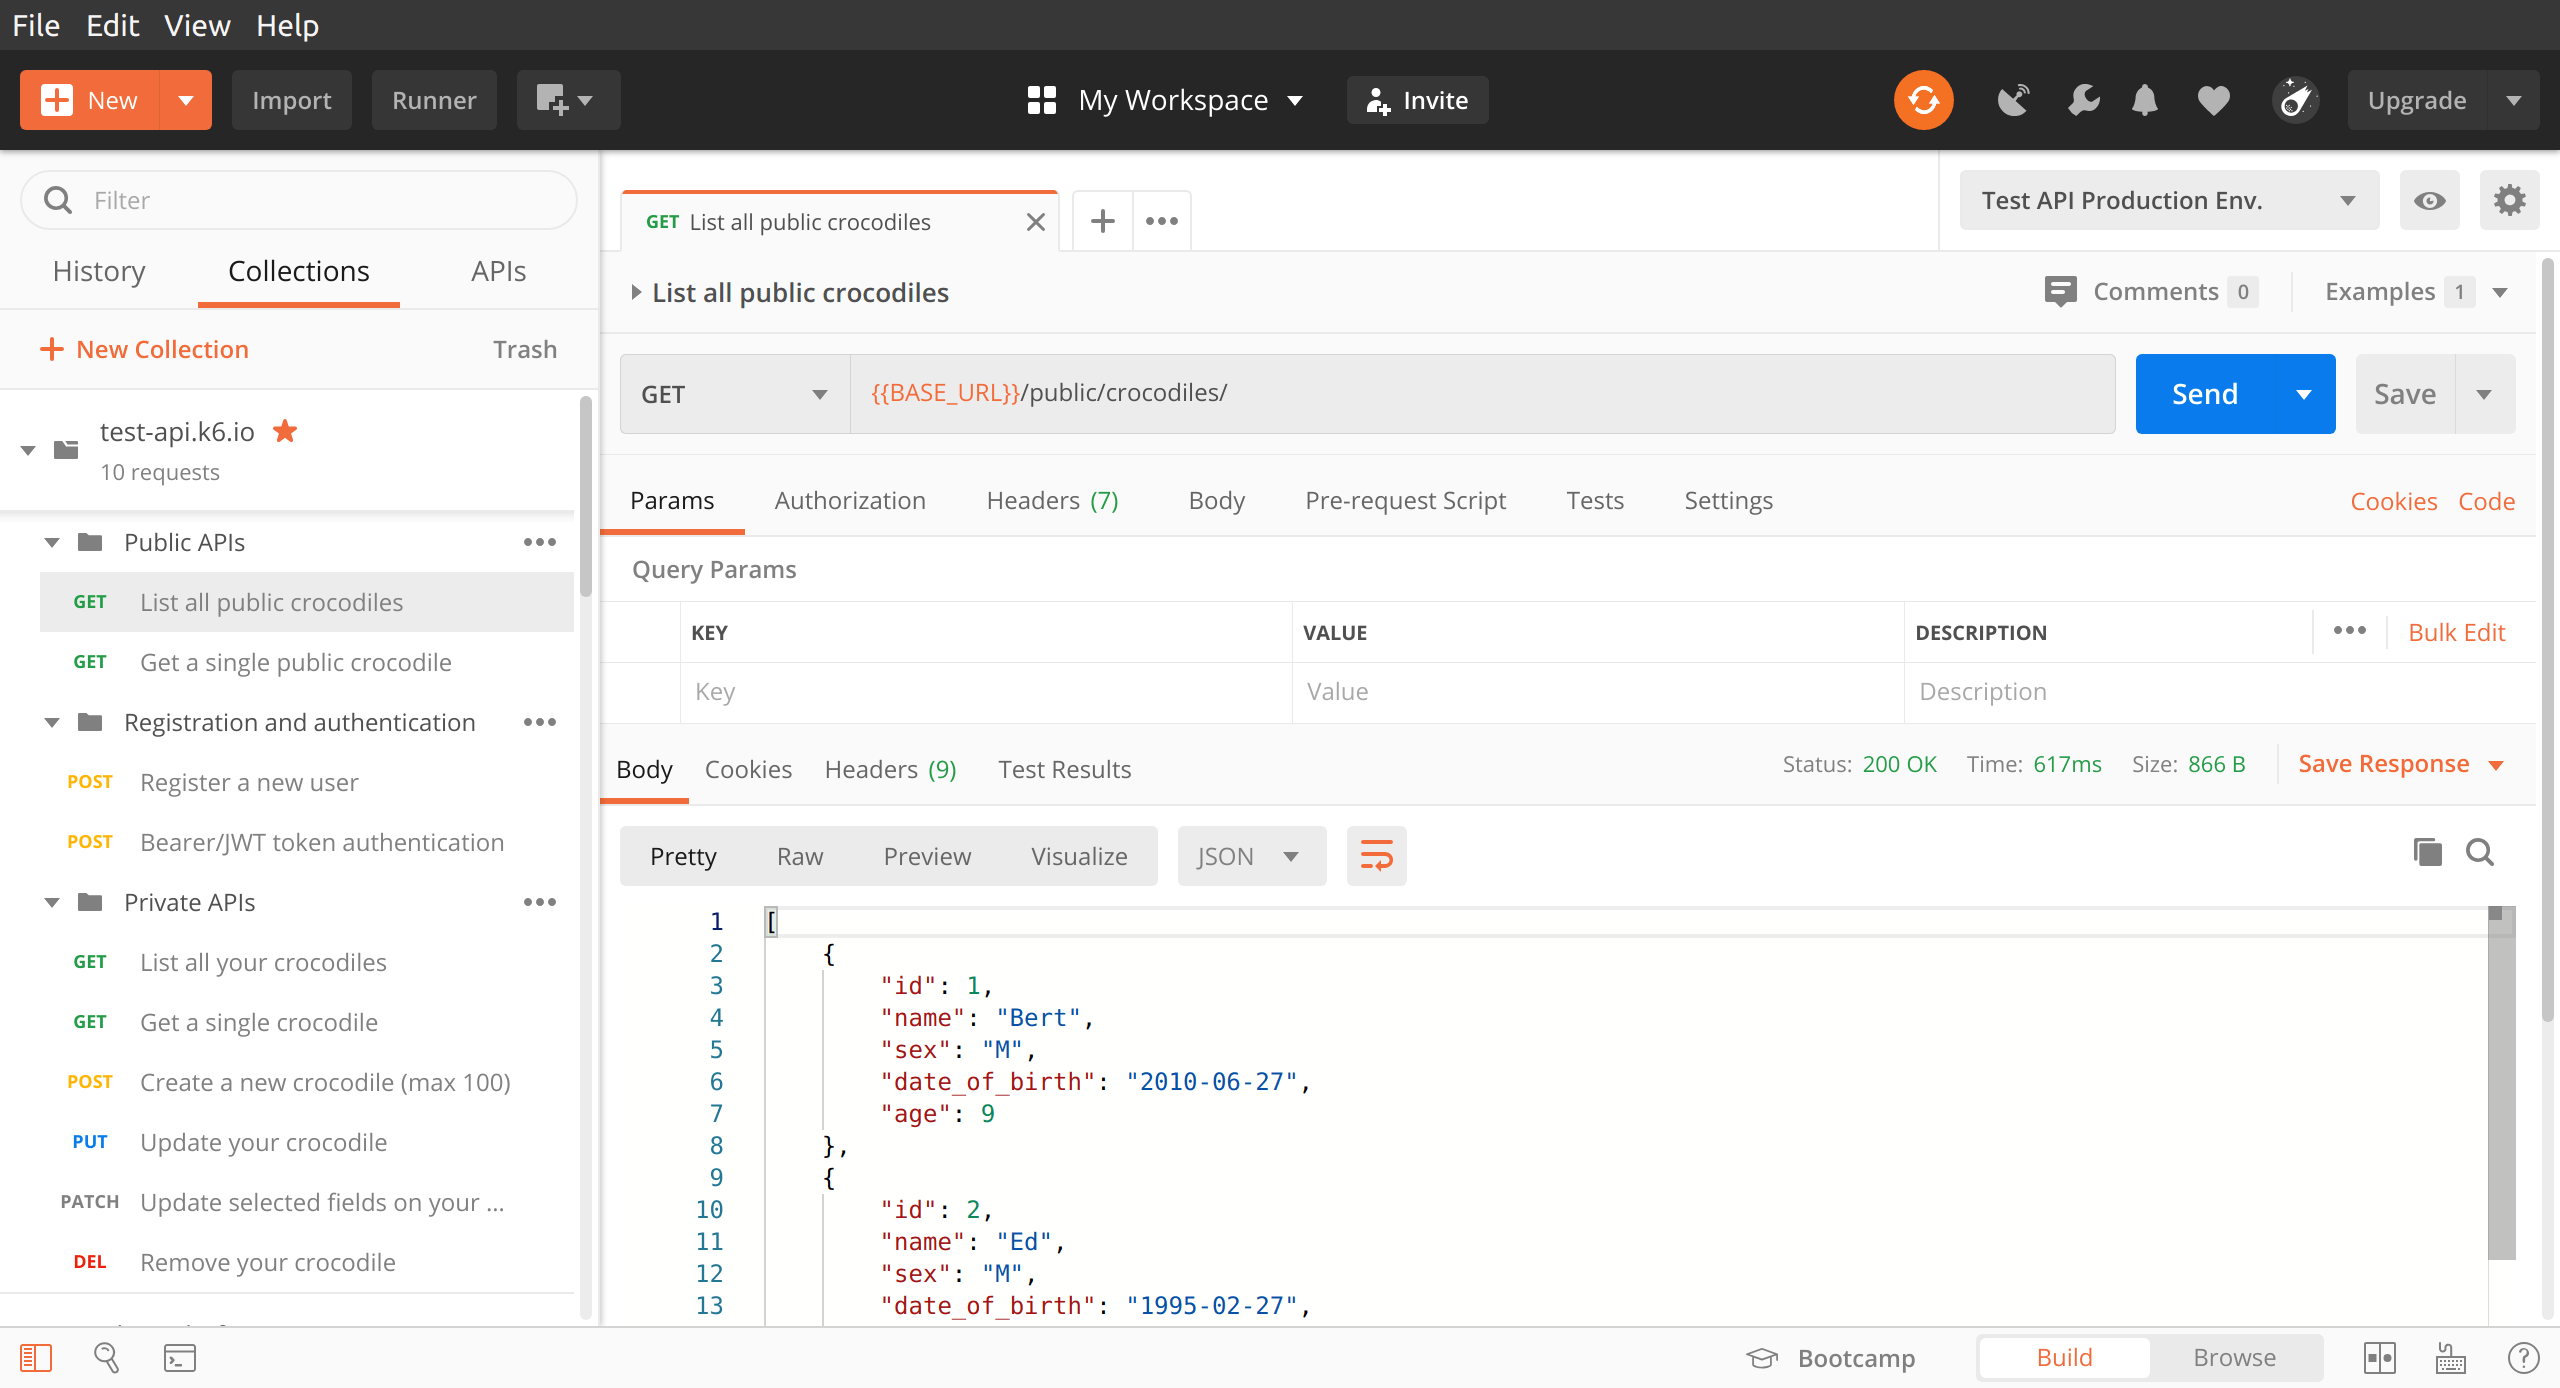 File Edit View Help
New Import Runner My Workspace Invite Upgrade
Filter
History Collections APIs
New Collection Trash
test-api.k6.io
10 requests
Public APIs
GET List all public crocodiles
GET Get a single public crocodile
Registration and authentication
POST Register a new user
POST Bearer/JWT token authentication
Private APIs
GET List all your crocodiles
GET Get a single crocodile
POST Create a new crocodile (max 100)
PUT Update your crocodile
PATCH Update selected fields on your ...
DEL Remove your crocodile
GET List all public crocodiles
Test API Production Env.
List all public crocodiles
Comments 0 Examples 1
GET {{BASE_URL}}/public/crocodiles/ Send Save
Params Authorization Headers (7) Body Pre-request Script Tests Settings Cookies Code
Query Params
KEY VALUE DESCRIPTION Bulk Edit
Key Value Description
Body Cookies Headers (9) Test Results Status: 200 OK Time: 617ms Size: 866 B Save Response
Pretty Raw Preview Visualize JSON
1 [
2 {
3 "id": 1,
4 "name": "Bert",
5 "sex": "M",
6 "date_of_birth": "2010-06-27",
7 "age": 9
8 },
9 {
10 "id": 2,
11 "name": "Ed",
12 "sex": "M",
13 "date_of_birth": "1995-02-27",
Bootcamp Build Browse